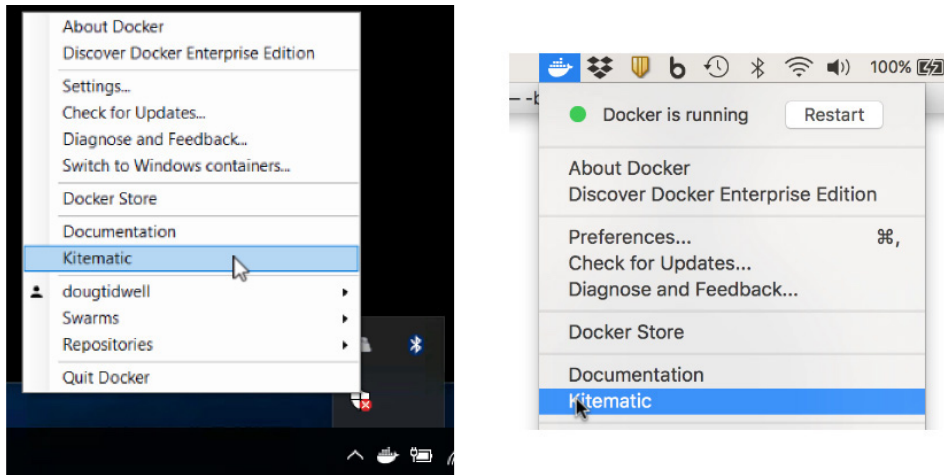 About Docker
Discover Docker Enterprise Edition
Settings...
Check for Updates...
Diagnose and Feedback...
Switch to Windows containers...
Docker Store
Documentation
Kitematic
dougtidwell
Swarms
Repositories
Quit Docker
100%
Docker is running
Restart
About Docker
Discover Docker Enterprise Edition
Preferences... ⌘,
Check for Updates...
Diagnose and Feedback...
Docker Store
Documentation
Kitematic